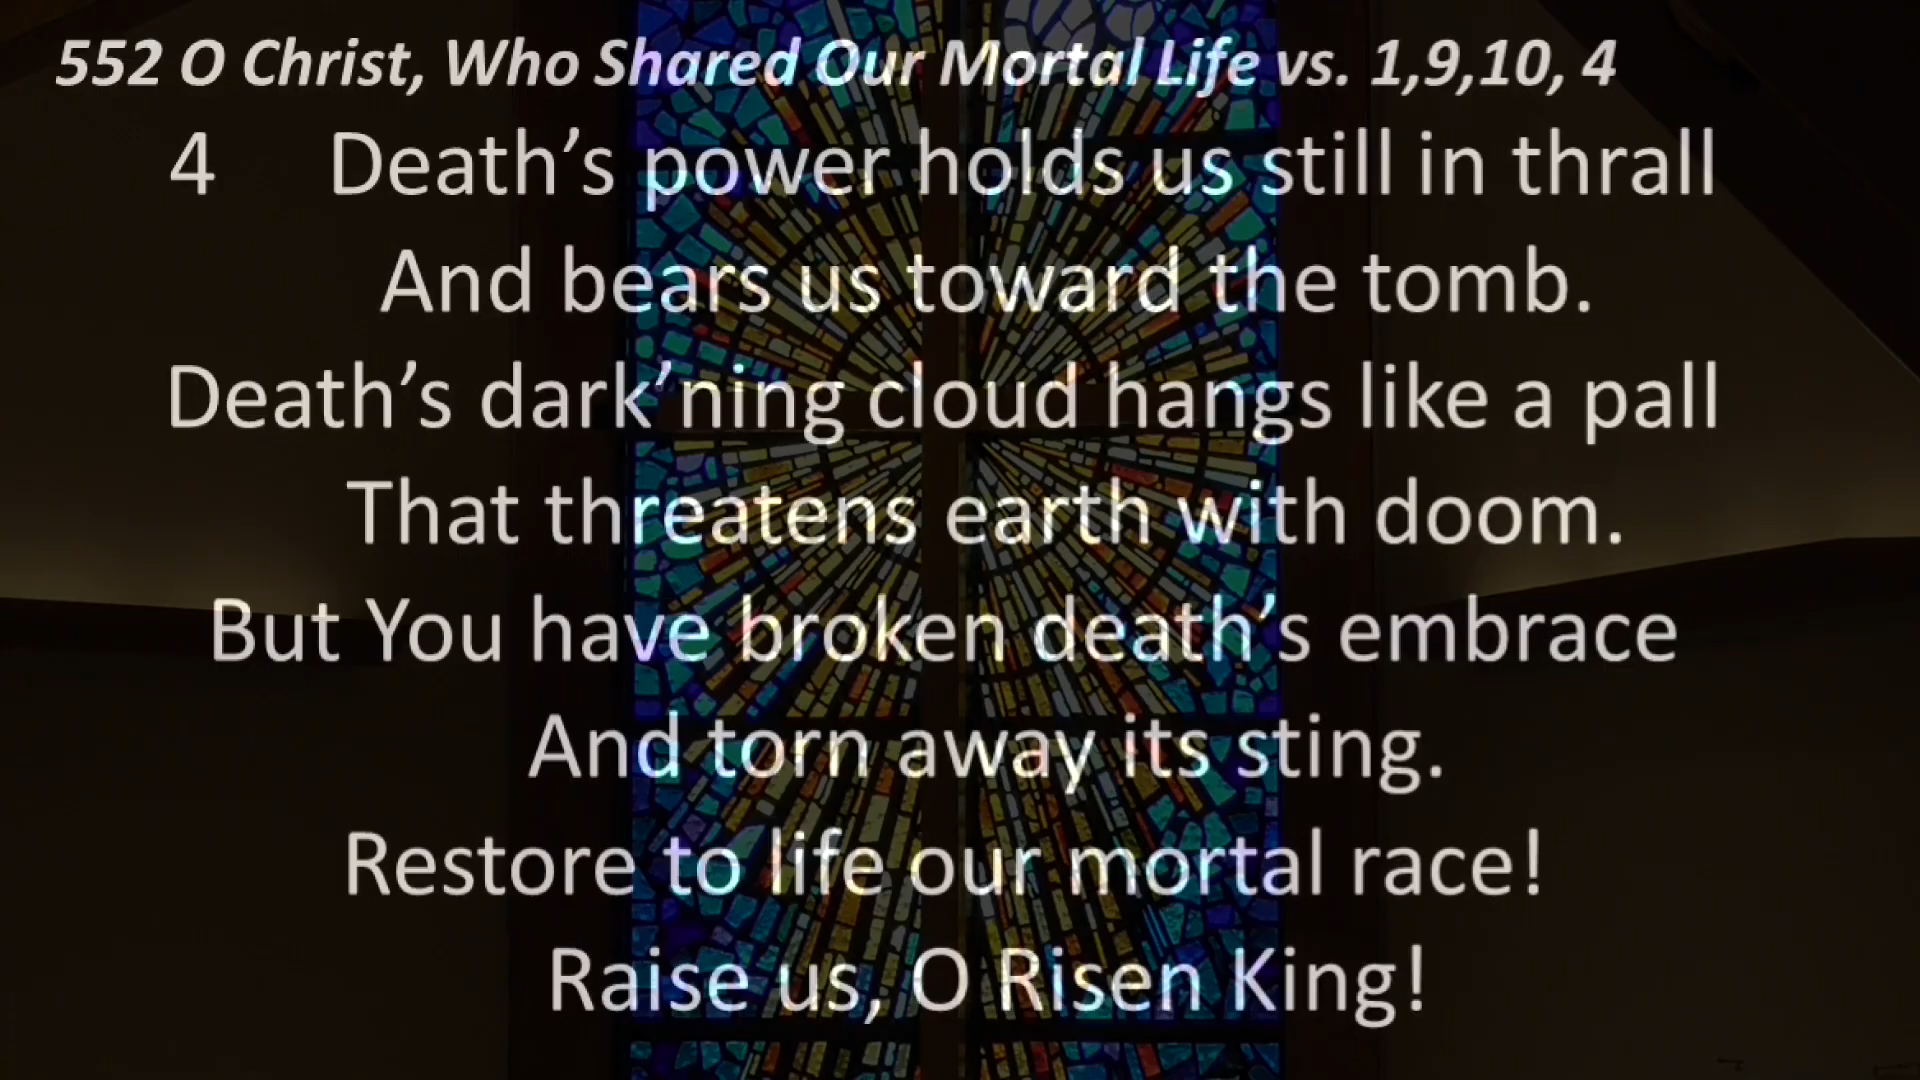 552 O Christ, Who Shared Our Mortal Life vs. 1,9,10, 4
4 Death’s power holds us still in thrall
And bears us toward the tomb.
Death’s dark’ning cloud hangs like a pall
That threatens earth with doom.
But You have broken death’s embrace
And torn away its sting.
Restore to life our mortal race!
Raise us, O Risen King!